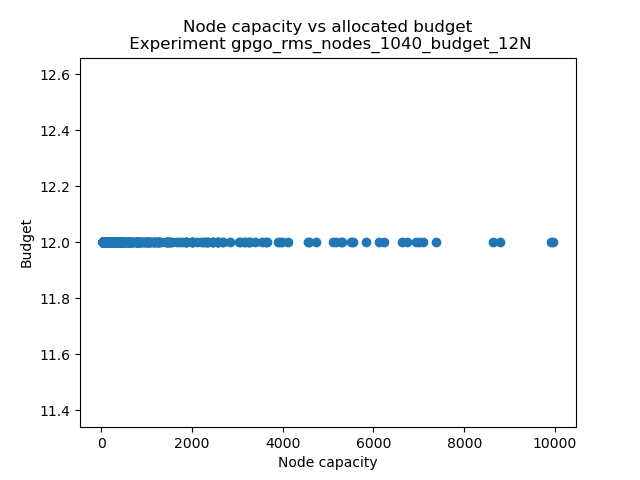 Node capacity vs allocated budget
Experiment gpgo_rms_nodes_1040_budget_12N
12.6
12.4
12.2
12.0
11.8
11.6
11.4
Budget
0 2000 4000 6000 8000 10000
Node capacity